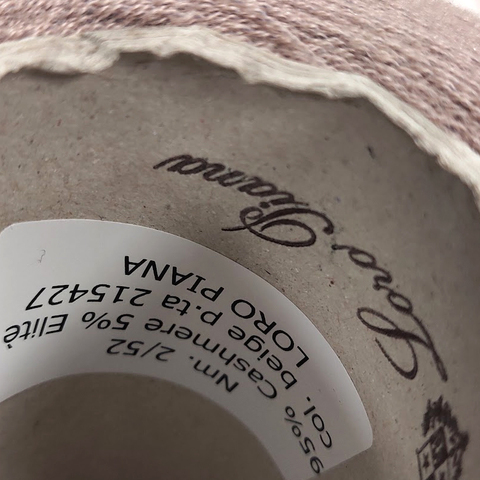 Loro Piana
Nm. 2/52
95% Cashmere 5% Elitè
col. beige p.ta 215427
LORO PIANA